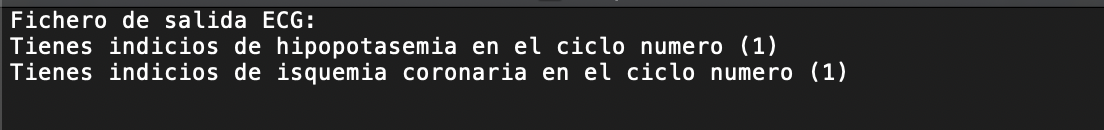 Fichero de salida ECG:
Tienes indicios de hipopotasemia en el ciclo numero (1)
Tienes indicios de isquemia coronaria en el ciclo numero (1)